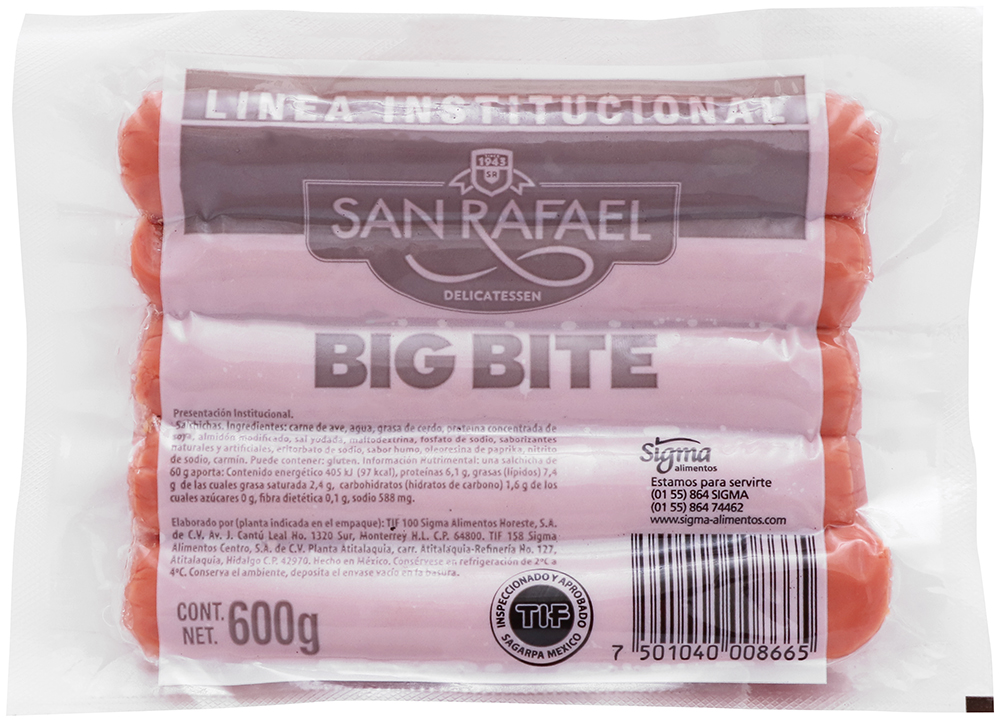 LINEA INSTITUCIONAL
SINCE
1943
SR
SAN RAFAEL
DELICATESSEN
BIG BITE
Presentación Institucional.
Salchichas. Ingredientes: carne de ave, agua, grasa de cerdo, proteína concentrada de
soya, almidón modificado, sal yodada, maltodextrina, fosfato de sodio, saborizantes
naturales y artificiales, eritorbato de sodio, sabor humo, oleoresina de paprika, nitrito
de sodio, carmín. Puede contener: gluten. Información Nutrimental: una salchicha de
60 g aporta: Contenido energético 405 kJ (97 kcal), proteínas 6,1 g, grasas (lípidos) 7,4
g de las cuales grasa saturada 2,4 g, carbohidratos (hidratos de carbono) 1,6 g de los
cuales azúcares 0 g, fibra dietética 0,1 g, sodio 588 mg.
Elaborado por (planta indicada en el empaque): TIF 100 Sigma Alimentos Noreste, S.A.
de C.V. Av. J. Cantú Leal No. 1320 Sur, Monterrey N.L. C.P. 64800. TIF 158 Sigma
Alimentos Centro, S.A. de C.V. Planta Atitalaquia, carr. Atitalaquia-Refinería No. 127,
Atitalaquia, Hidalgo C.P. 42970. Hecho en México. Consérvese en refrigeración de 2°C a
4°C. Conserva el ambiente, deposita el envase vacío en la basura.
Sigma
alimentos
Estamos para servirte
(01 55) 864 SIGMA
(01 55) 864 74462
www.sigma-alimentos.com
CONT.
NET. 600g
INSPECCIONADO Y APROBADO
TIF
SAGARPA MEXICO
7 501040 008665